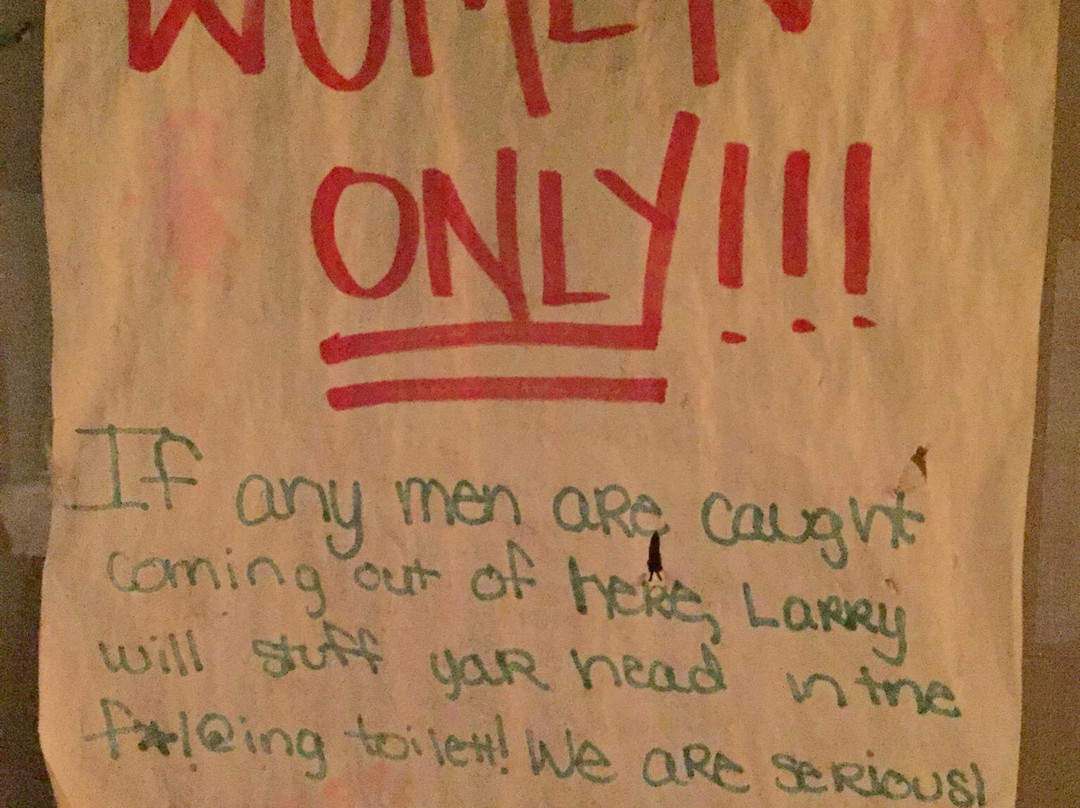 WOMEN
ONLY!!!
If any men are caught
coming out of here, Larry
will stuff yar head in the
f*!@ing toilet! We are serious!